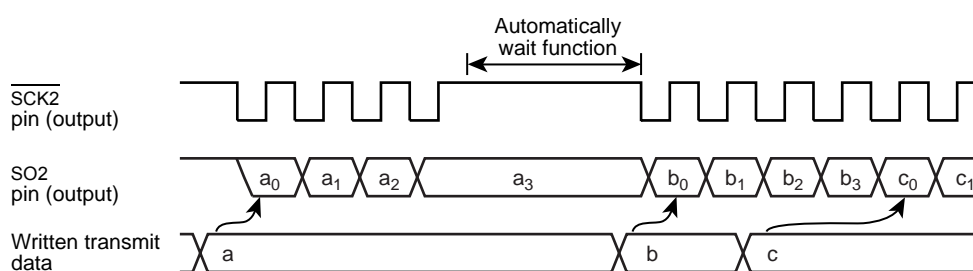 Automatically
wait function
SCK2
pin (output)
SO2
pin (output)
a0 a1 a2 a3 b0 b1 b2 b3 c0 c1
Written transmit
data
a b c